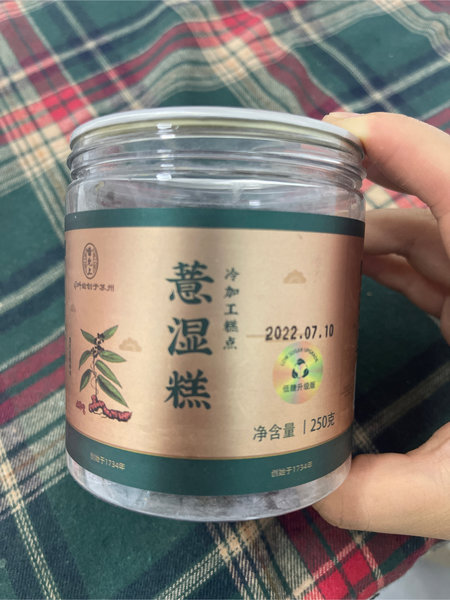 薏湿糕
冷加工糕点
2022.07.10
低糖升级版
净含量 | 250克
创始于1734年
创始于1734年